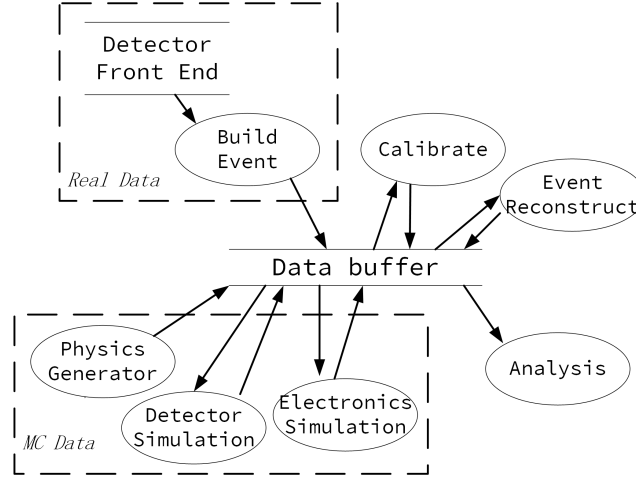 Detector
Front End
Build
Event
Real Data
Calibrate
Event
Reconstruct
Data buffer
Physics
Generator
Detector
Simulation
Electronics
Simulation
MC Data
Analysis